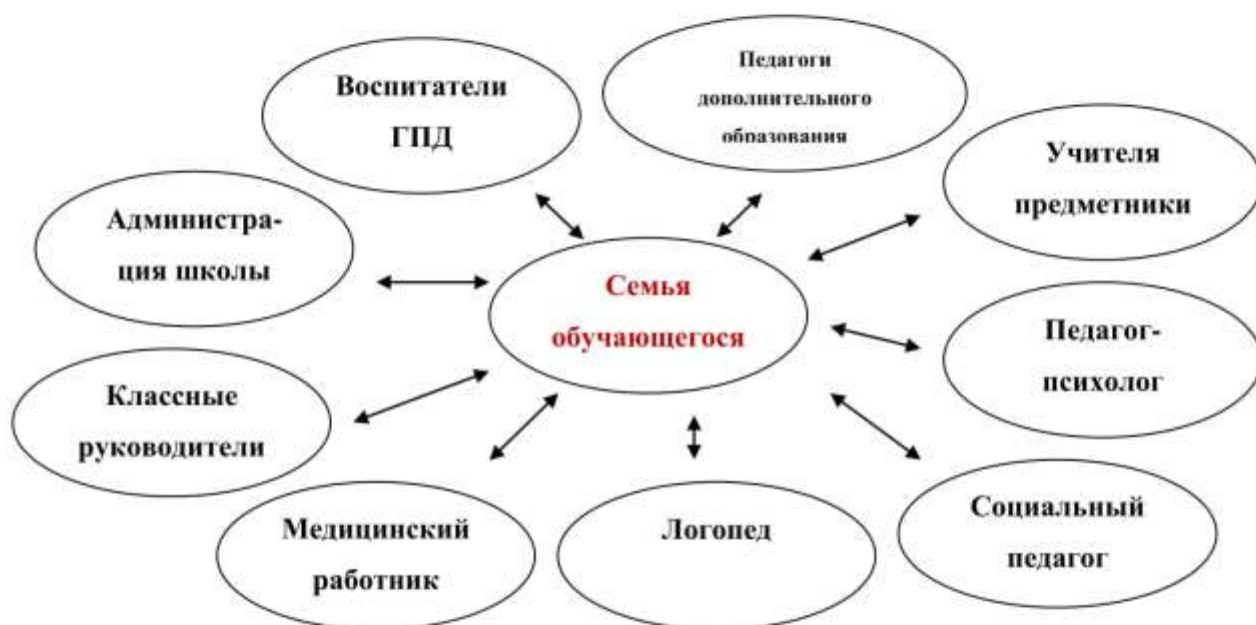 Воспитатели
ГПД
Педагоги
дополнительного
образования
Учителя
предметники
Администра-
ция школы
Семья
обучающегося
Педагог-
психолог
Классные
руководители
Социальный
педагог
Медицинский
работник
Логопед